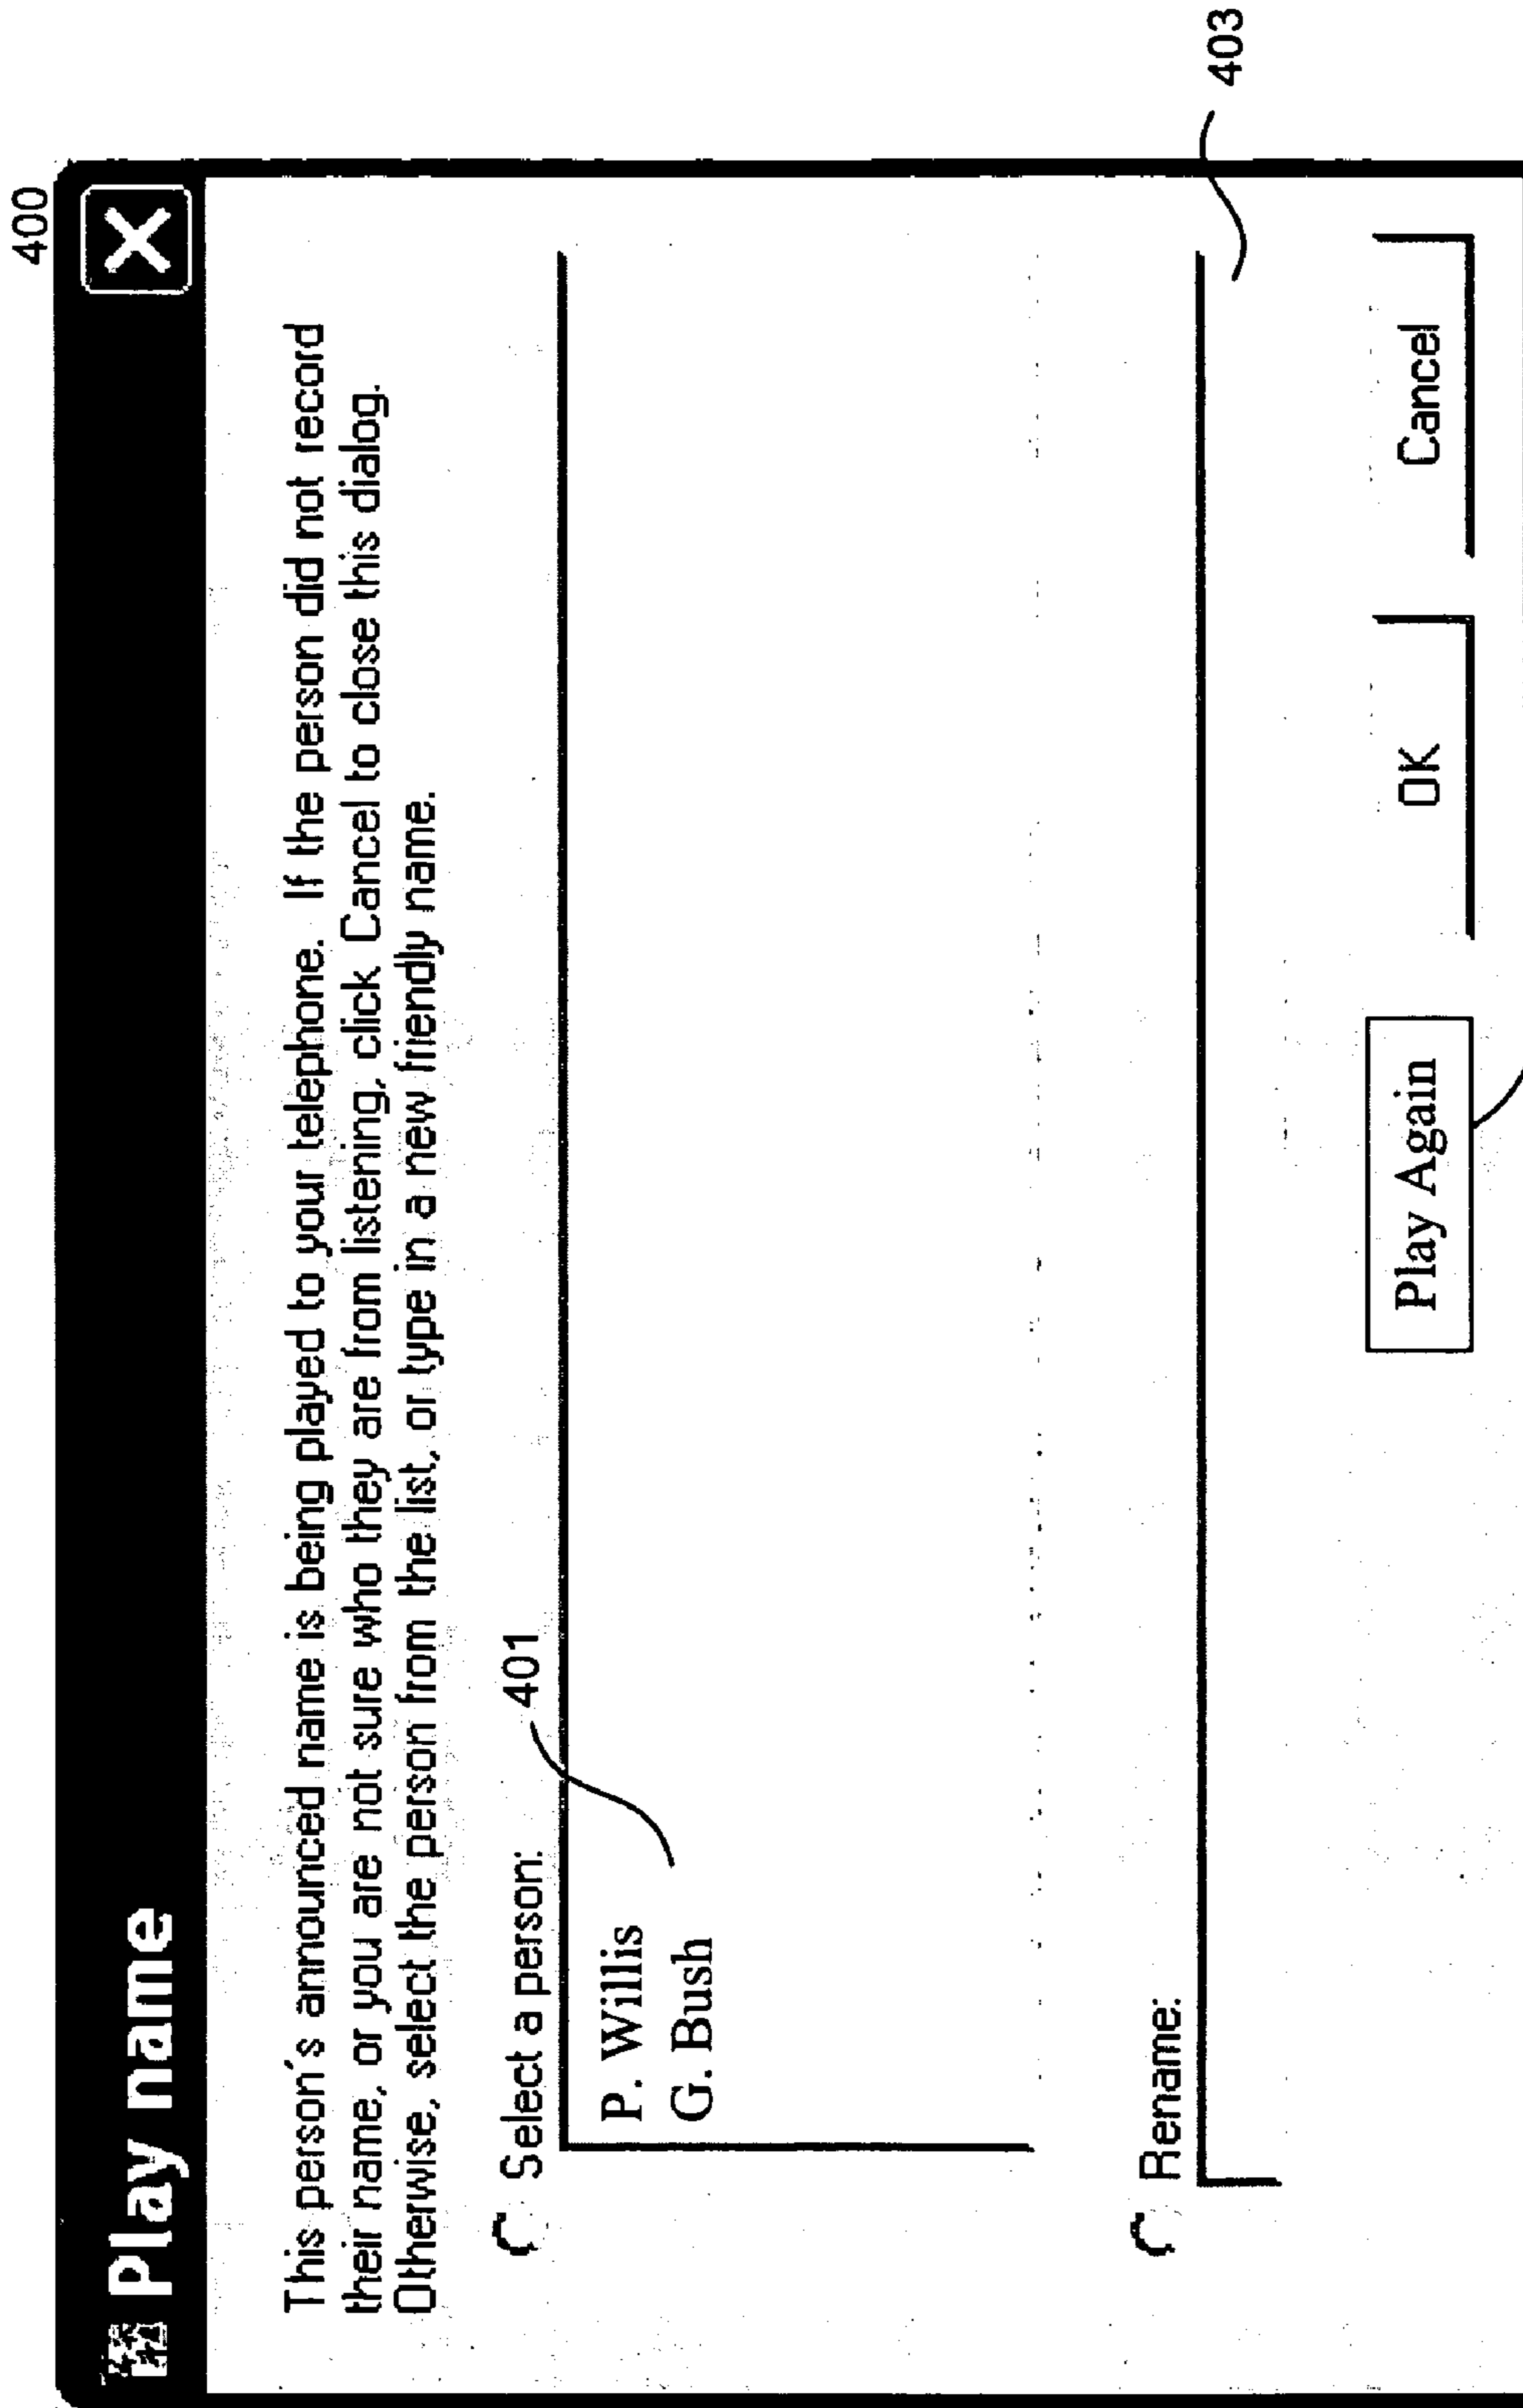 400
Play name
This person's announced name is being played to your telephone. If the person did not record
their name, or you are not sure who they are from listening, click Cancel to close this dialog.
Otherwise, select the person from the list, or type in a new friendly name.
Select a person:
401
P. Willis
G. Bush
Rename:
403
Play Again
OK
Cancel